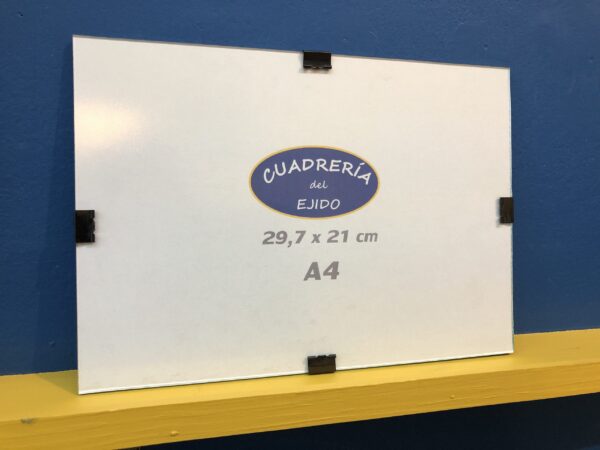 CUADRERÍA
del
EJIDO
29,7 x 21 cm
A4